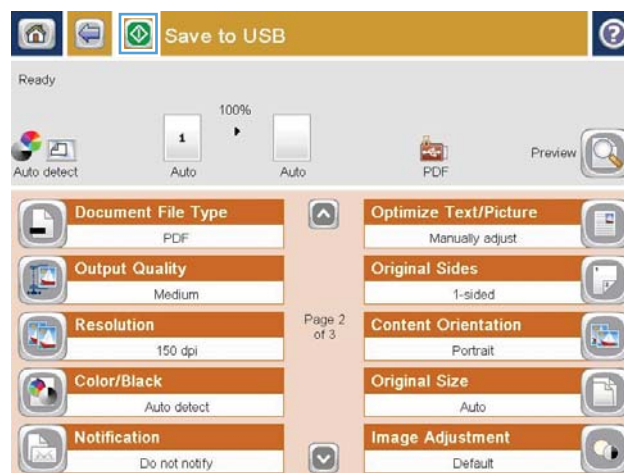 Save to USB
?
Ready
100%
1
Auto detect
Auto
Auto
PDF
Preview
Document File Type
PDF
Output Quality
Medium
Resolution
150 dpi
Color/Black
Auto detect
Notification
Do not notify
Page 2
of 3
Optimize Text/Picture
Manually adjust
Original Sides
1-sided
Content Orientation
Portrait
Original Size
Auto
Image Adjustment
Default